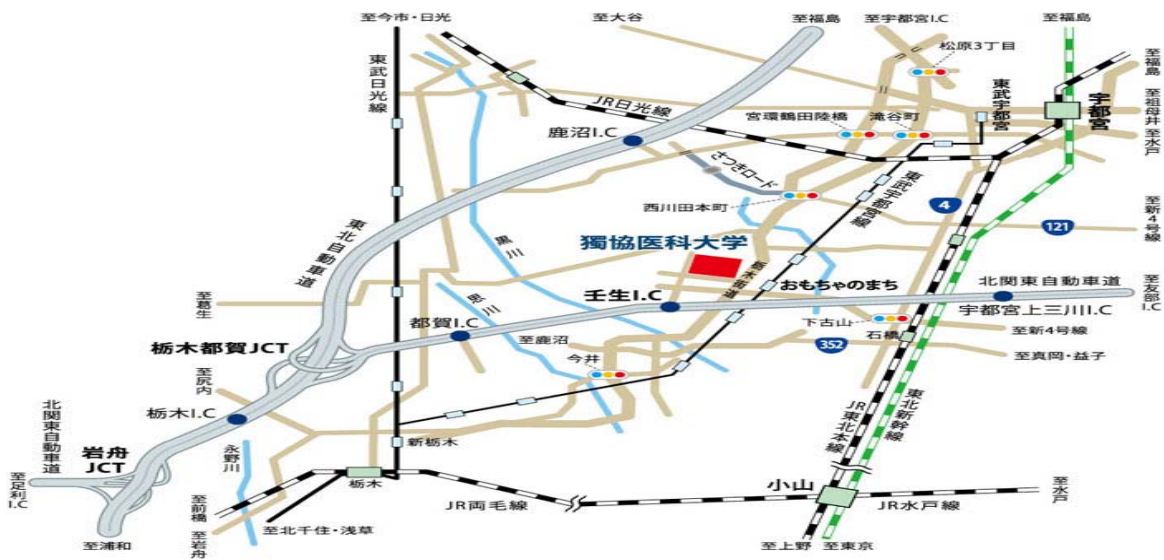 至今市・日光
至大谷
至福島
至宇都宮I.C
至福島
松原3丁目
至福島
東武日光線
JR日光線
東武宇都宮
宇都宮
至祖母井
宮環鶴田陸橋
滝谷町
至水戸
鹿沼I.C
さつきロード
東武宇都宮線
西川田本町
4
121
至新4号線
東北自動車道
黒川
獨協医科大学
栃木街道
おもちゃのまち
北関東自動車道
至友部I.C
至葛生
壬生I.C
宇都宮上三川I.C
都賀I.C
下古山
石橋
至新4号線
栃木都賀JCT
至鹿沼
352
至真岡・益子
今井
至尻内
栃木I.C
北関東自動車道
岩舟
JCT
永野川
新栃木
JR東北本線
東北新幹線
至足利I.C
栃木
小山
至水戸
至前橋
JR両毛線
JR水戸線
至北千住・浅草
至浦和
至岩舟
至上野
至東京